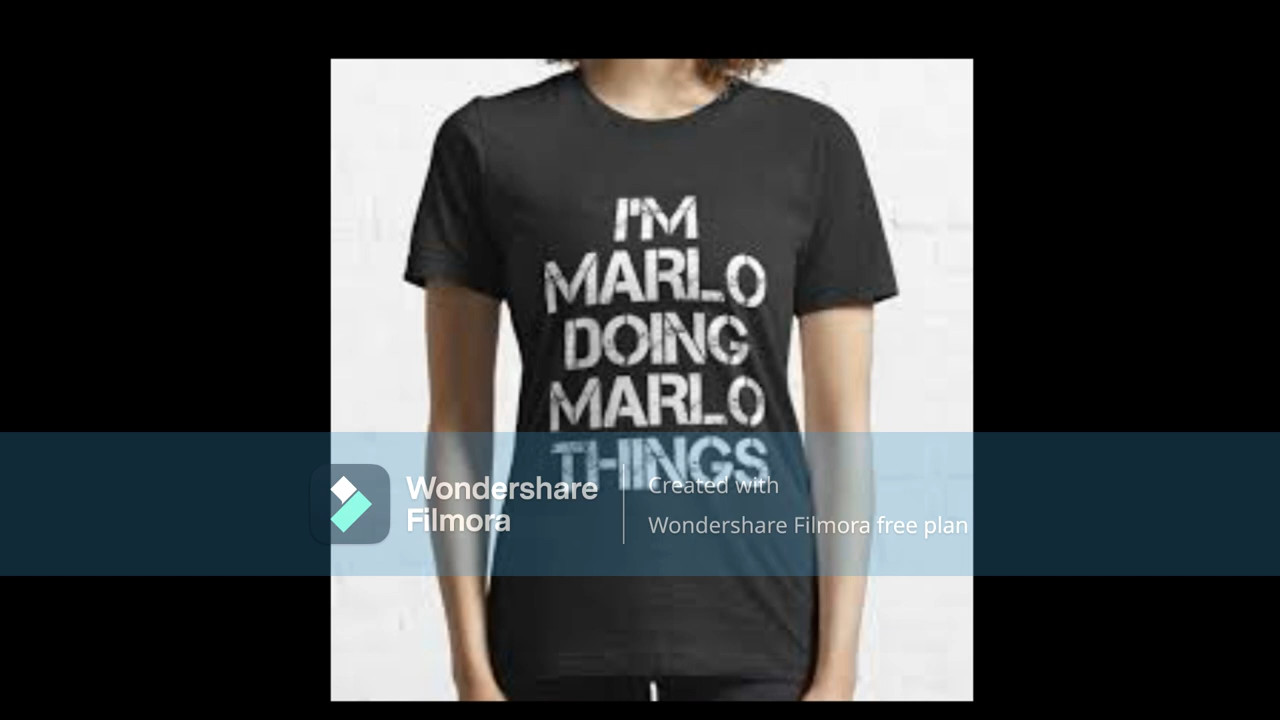 I'M
MARLO
DOING
MARLO
THINGS
Wondershare
Filmora
Created with
Wondershare Filmora free plan